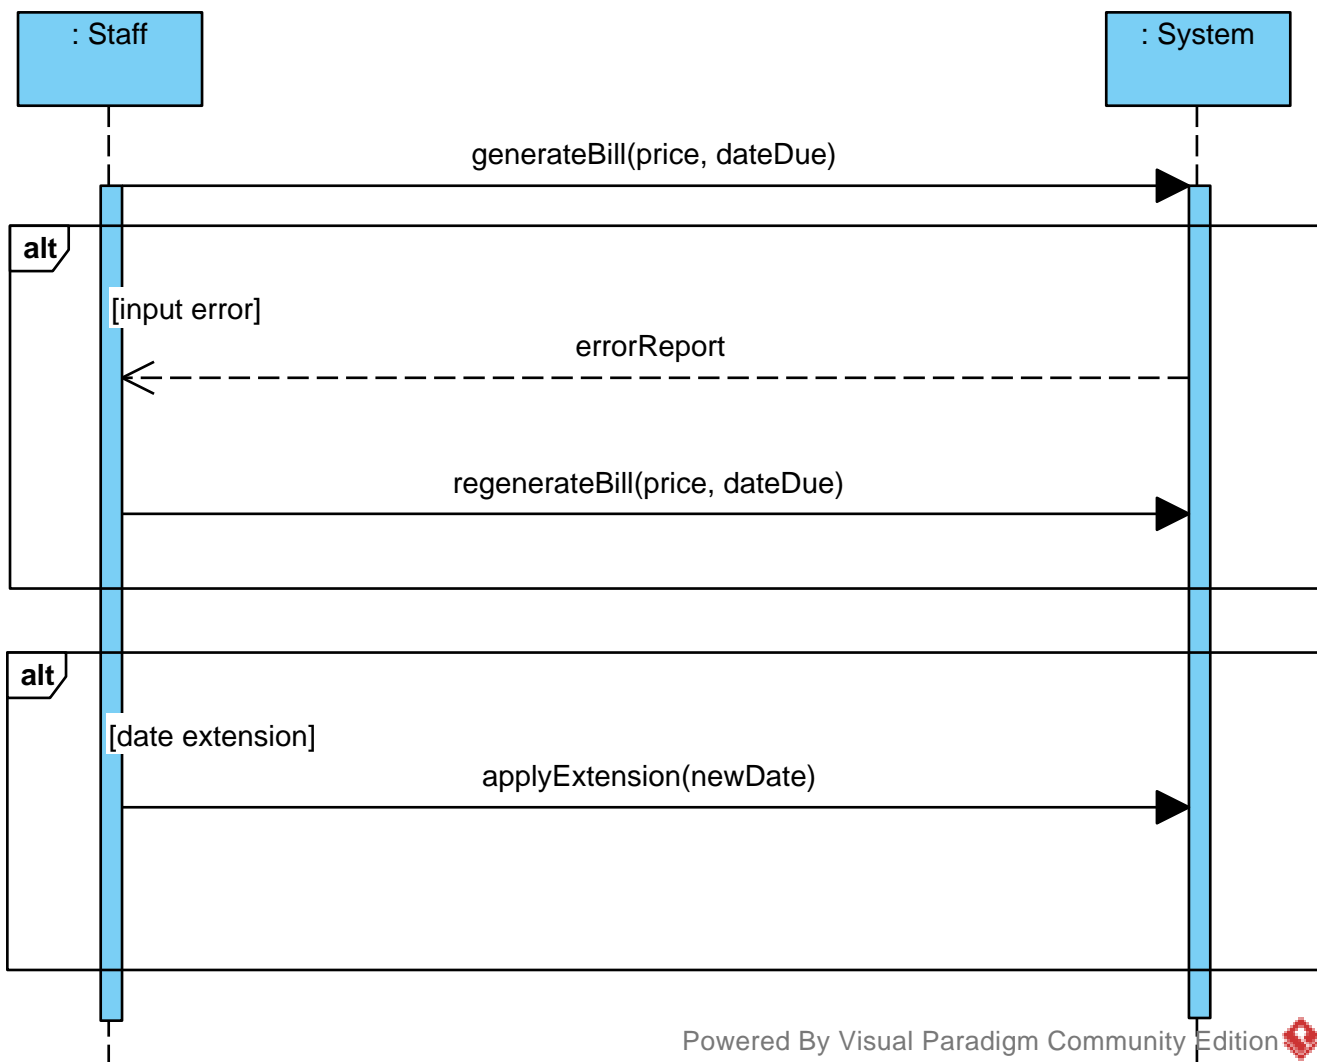 : Staff
: System
generateBill(price, dateDue)
alt
[input error]
errorReport
regenerateBill(price, dateDue)
alt
[date extension]
applyExtension(newDate)
Powered By Visual Paradigm Community Edition